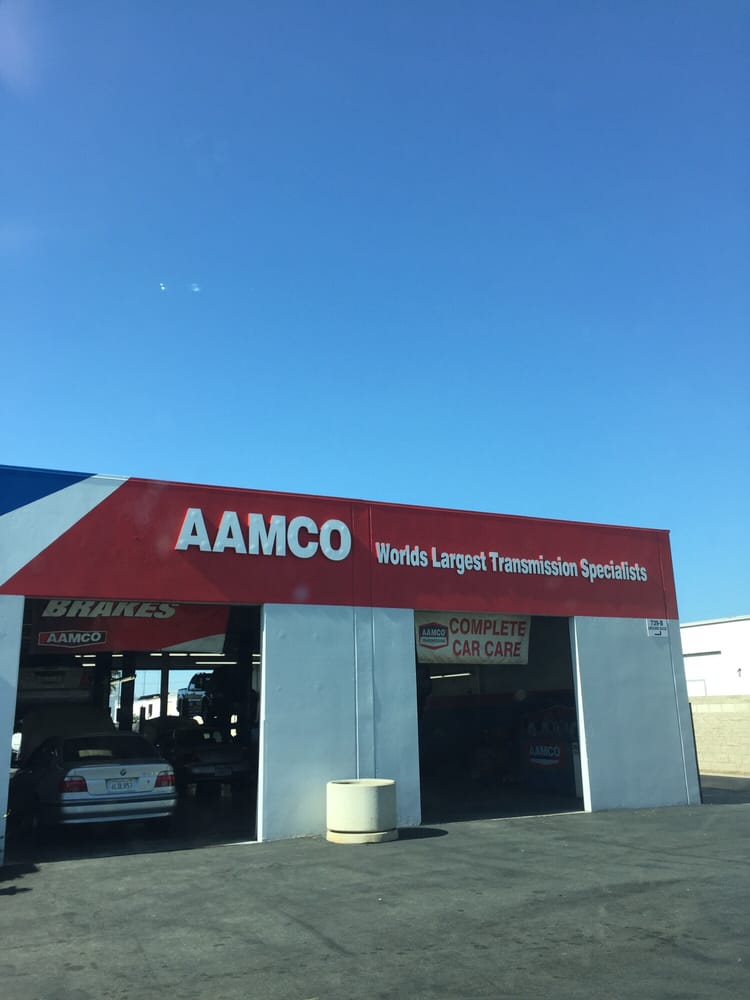 AAMCO
Worlds Largest Transmission Specialists
BRAKES
AAMCO
AAMCO
COMPLETE
CAR CARE
AAMCO